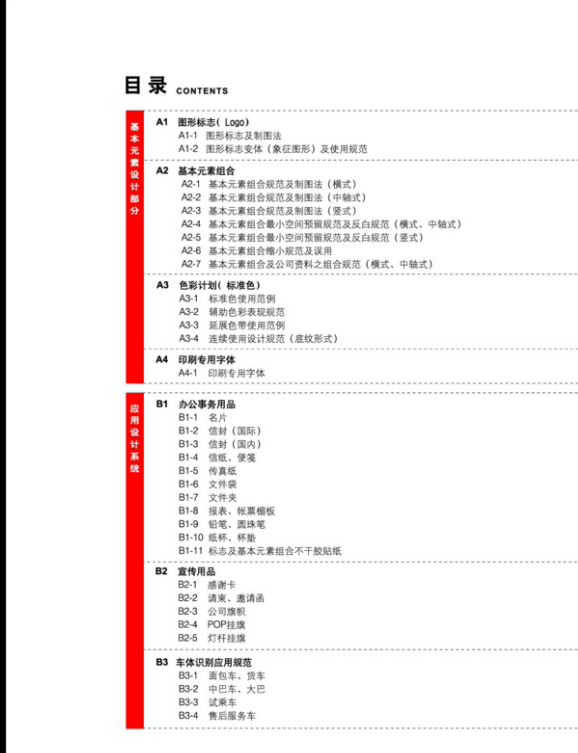 目录 CONTENTS
基本元素设计部分
A1 图形标志( Logo)
A1-1 图形标志及制图法
A1-2 图形标志变体（象征图形）及使用规范
A2 基本元素组合
A2-1 基本元素组合规范及制图法（横式）
A2-2 基本元素组合规范及制图法（中轴式）
A2-3 基本元素组合规范及制图法（竖式）
A2-4 基本元素组合最小空间预留规范及反白规范（横式、中轴式）
A2-5 基本元素组合最小空间预留规范及反白规范（竖式）
A2-6 基本元素组合缩小规范及误用
A2-7 基本元素组合及公司资料之组合规范（横式、中轴式）
A3 色彩计划( 标准色)
A3-1 标准色使用范例
A3-2 辅助色彩表现规范
A3-3 延展色带使用范例
A3-4 连续使用设计规范（底纹形式）
A4 印刷专用字体
A4-1 印刷专用字体
应用设计系统
B1 办公事务用品
B1-1 名片
B1-2 信封（国际）
B1-3 信封（国内）
B1-4 信纸、便笺
B1-5 传真纸
B1-6 文件袋
B1-7 文件夹
B1-8 报表、帐票楣板
B1-9 铅笔、圆珠笔
B1-10 纸杯、杯垫
B1-11 标志及基本元素组合不干胶贴纸
B2 宣传用品
B2-1 感谢卡
B2-2 请柬、邀请函
B2-3 公司旗帜
B2-4 POP挂旗
B2-5 灯杆挂旗
B3 车体识别应用规范
B3-1 面包车、货车
B3-2 中巴车、大巴
B3-3 试乘车
B3-4 售后服务车